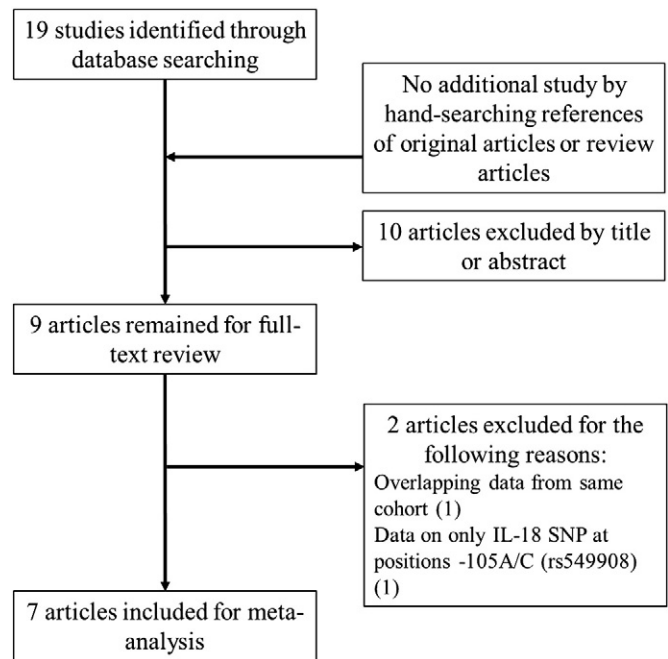 19 studies identified through
database searching
No additional study by
hand-searching references
of original articles or review
articles
10 articles excluded by title
or abstract
9 articles remained for full-
text review
2 articles excluded for the
following reasons:
Overlapping data from same
cohort (1)
Data on only IL-18 SNP at
positions -105A/C (rs549908)
(1)
7 articles included for meta-
analysis